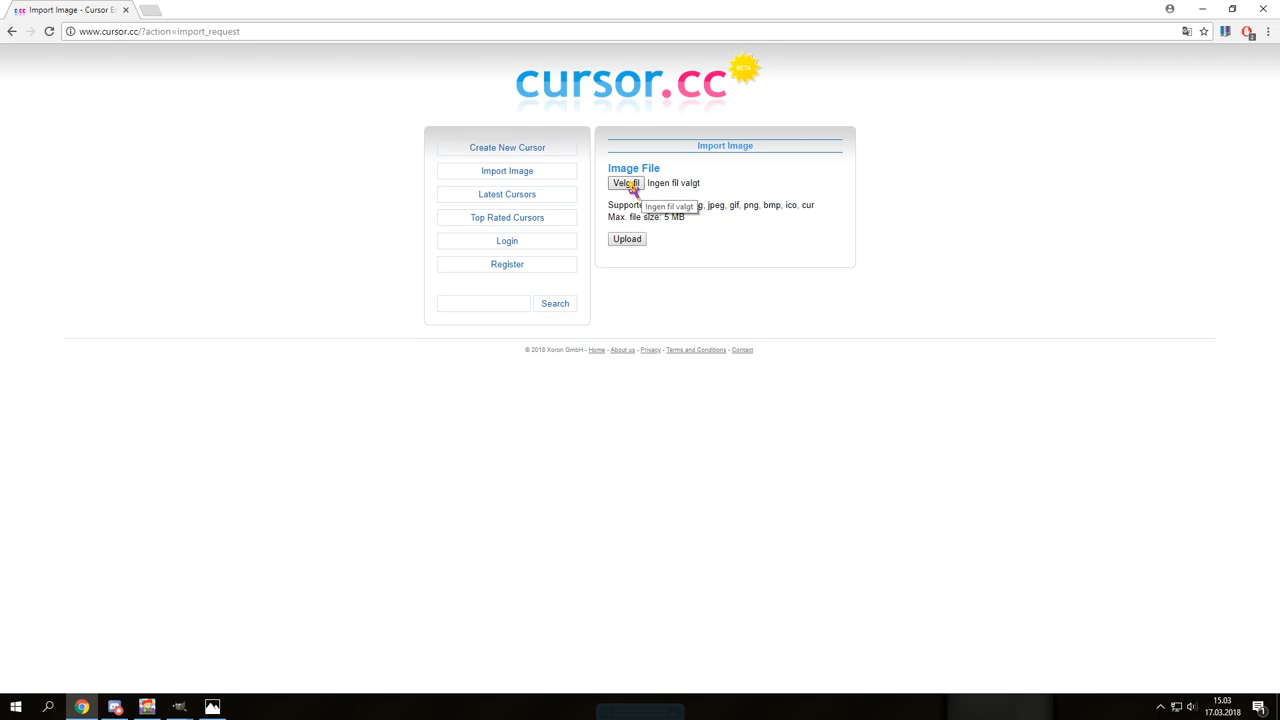 Import Image - Cursor E
www.cursor.cc/?action=import_request
cursor.cc
BETA
Create New Cursor
Import Image
Latest Cursors
Top Rated Cursors
Login
Register
Search
Import Image
Image File
Ingen fil valgt
Ingen fil valgt
jpeg, gif, png, bmp, ico, cur
Max. file size: 5 MB
Upload
© 2018 Xoron GmbH - Home - About us - Privacy - Terms and Conditions - Contact
15.03
17.03.2018